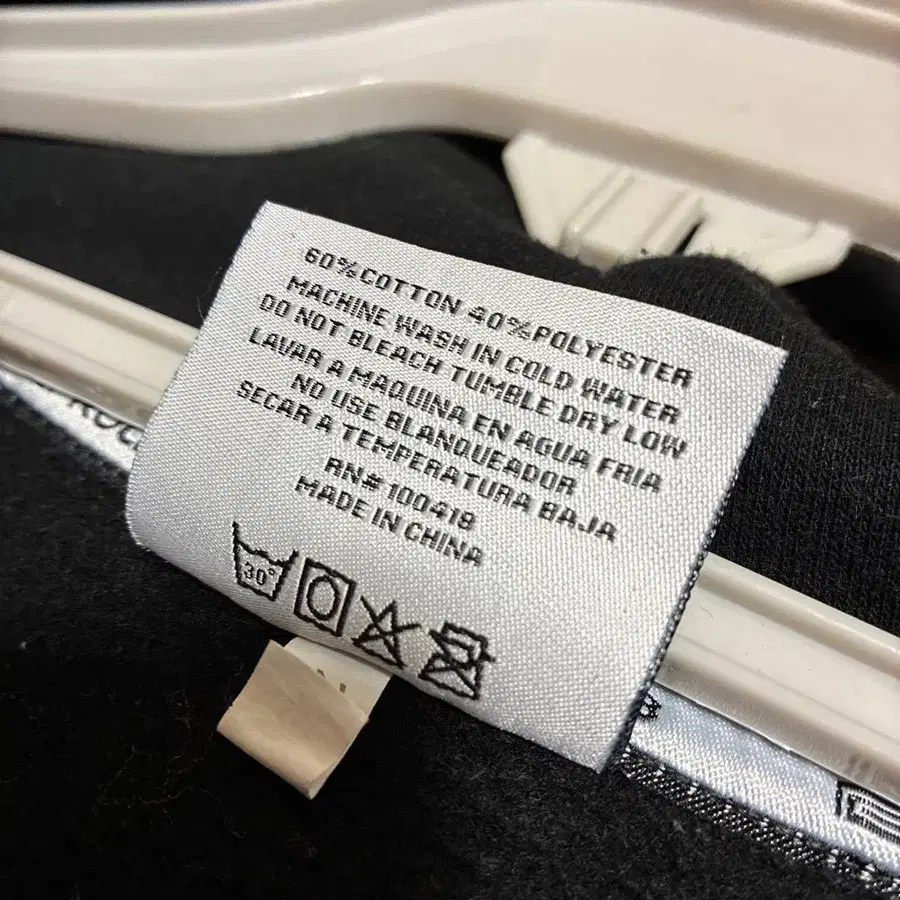 60%COTTON 40%POLYESTER
MACHINE WASH IN COLD WATER
DO NOT BLEACH TUMBLE DRY LOW
LAVAR A MAQUINA EN AGUA FRIA
NO USE BLANQUEADOR
SECAR A TEMPERATURA BAJA
RN# 100418
MADE IN CHINA
30°